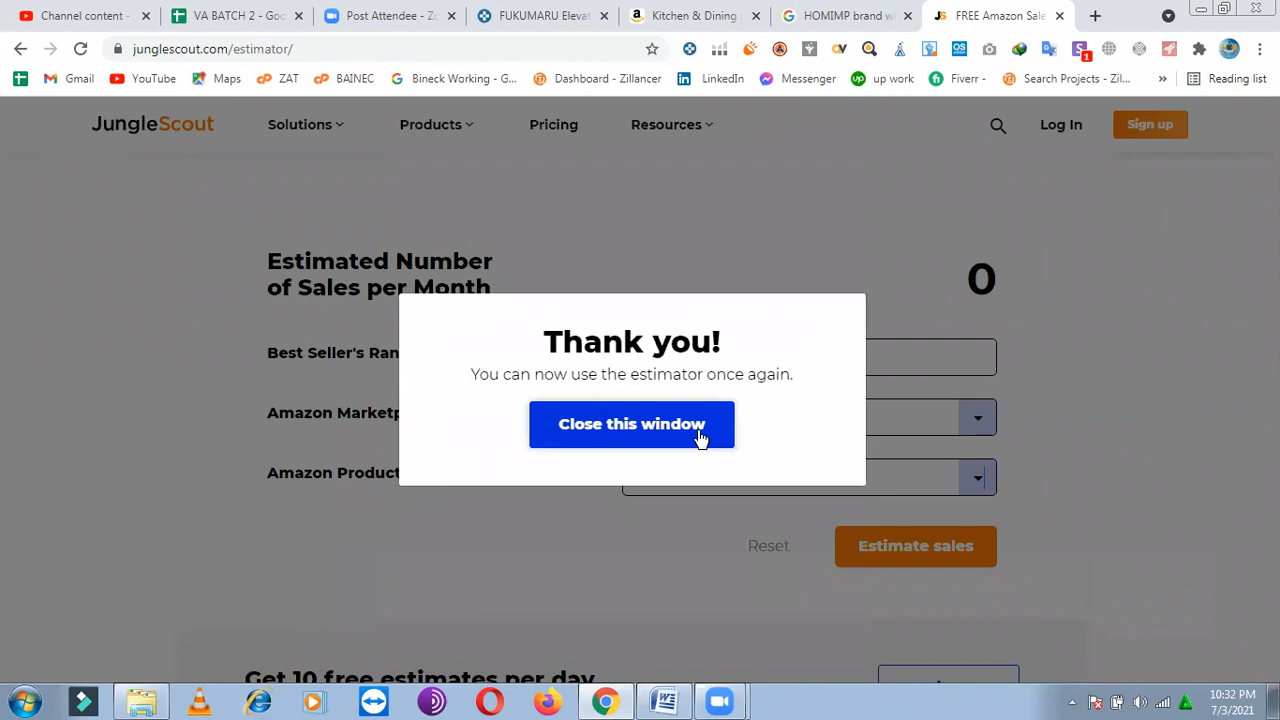 Channel content -
VA BATCH 2 - Goo
Post Attendee - Zo
FUKUMARU Eleva
Kitchen & Dining
HOMIMP brand w
FREE Amazon Sale
junglescout.com/estimator/
Gmail
YouTube
Maps
ZAT
BAINEC
Bineck Working - G...
Dashboard - Zillancer
LinkedIn
Messenger
up work
Fiverr -
Search Projects - Zil...
Reading list
JungleScout
Solutions
Products
Pricing
Resources
Log In
Sign up
Estimated Number
of Sales per Month
0
Best Seller's Ran
Amazon Marketp
Amazon Product
Thank you!
You can now use the estimator once again.
Close this window
Reset
Estimate sales
Get 10 free estimates per day
10:32 PM
7/3/2021